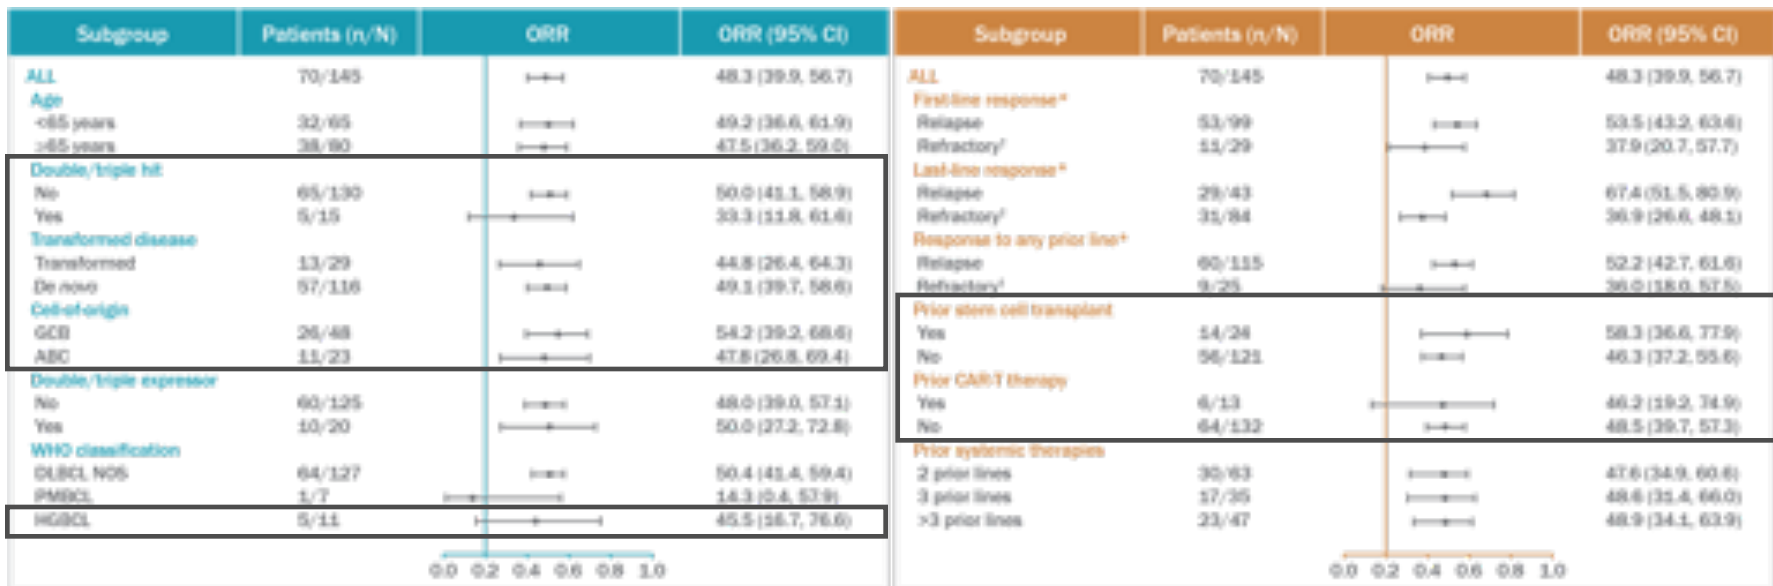 Subgroup Patients (n/N) ORR ORR (95% CI)
ALL 70/145 48.3 (39.9, 56.7)
Age
<65 years 32/65 49.2 (36.6, 61.9)
≥65 years 38/80 47.5 (36.2, 59.0)
Double/triple hit
No 65/130 50.0 (41.1, 58.9)
Yes 5/15 33.3 (11.8, 61.6)
Transformed disease
Transformed 13/29 44.8 (26.4, 64.3)
De novo 57/116 49.1 (39.7, 58.6)
Cell-of-origin
GCB 26/48 54.2 (39.2, 68.6)
ABC 11/23 47.8 (26.8, 69.4)
Double/triple expressor
No 60/125 48.0 (39.0, 57.1)
Yes 10/20 50.0 (27.2, 72.8)
WHO classification
DLBCL NOS 64/127 50.4 (41.4, 59.4)
PMBCL 1/7 14.3 (0.4, 57.9)
HGBCL 5/11 45.5 (16.7, 76.6)
0.0 0.2 0.4 0.6 0.8 1.0
Subgroup Patients (n/N) ORR ORR (95% CI)
ALL 70/145 48.3 (39.9, 56.7)
First-line response*
Relapse 53/99 53.5 (43.2, 63.6)
Refractory† 11/29 37.9 (20.7, 57.7)
Last-line response*
Relapse 29/43 67.4 (51.5, 80.9)
Refractory† 31/84 36.9 (26.6, 48.1)
Response to any prior line‡
Relapse 60/115 52.2 (42.7, 61.6)
Refractory† 9/25 36.0 (18.0, 57.5)
Prior stem cell transplant
Yes 14/24 58.3 (36.6, 77.9)
No 56/121 46.3 (37.2, 55.6)
Prior CAR-T therapy
Yes 6/13 46.2 (19.2, 74.9)
No 64/132 48.5 (39.7, 57.3)
Prior systemic therapies
2 prior lines 30/63 47.6 (34.9, 60.6)
3 prior lines 17/35 48.6 (31.4, 66.0)
>3 prior lines 23/47 48.9 (34.1, 63.9)
0.0 0.2 0.4 0.6 0.8 1.0